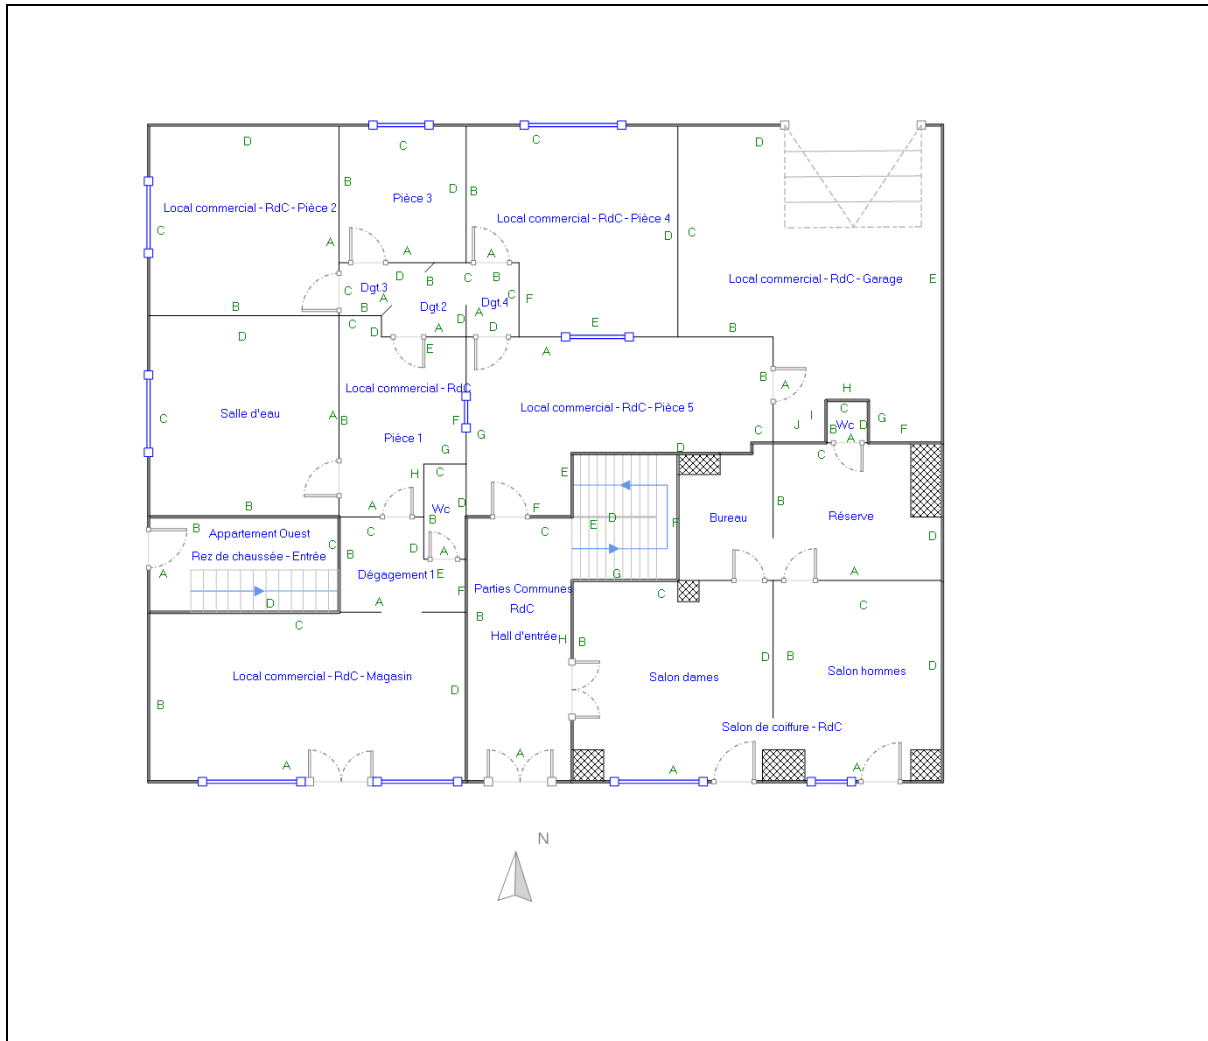 D
C
C
D
B
D
B
Pièce 3
Local commercial - RdC - Pièce 2
Local commercial - RdC - Pièce 4
C
D
C
A
A
A
D
B
C
B
Local commercial - RdC - Garage
E
Dgt.3
C
A
B
Dgt.2
Dgt.4
C
F
A
B
D
C
D
D
A
D
E
B
D
E
A
Local commercial - RdC
B
A
H
Local commercial - RdC - Pièce 5
Salle d'eau
C
A
B
F
C
I
B
D
G
J
Wc
F
Pièce 1
G
C
A
G
D
C
E
C
H
B
A
D
Wc
F
B
D
Bureau
B
Réserve
B
Appartement Ouest
C
C
E
F
D
Rez de chaussée - Entrée
C
B
D
A
A
Dégagement 1
E
G
A
D
A
F
Parties Communes
RdC
Hall d'entrée
C
C
C
B
H
B
D
B
D
Local commercial - RdC - Magasin
Salon dames
Salon hommes
B
D
Salon de coiffure - RdC
A
A
A
A
N